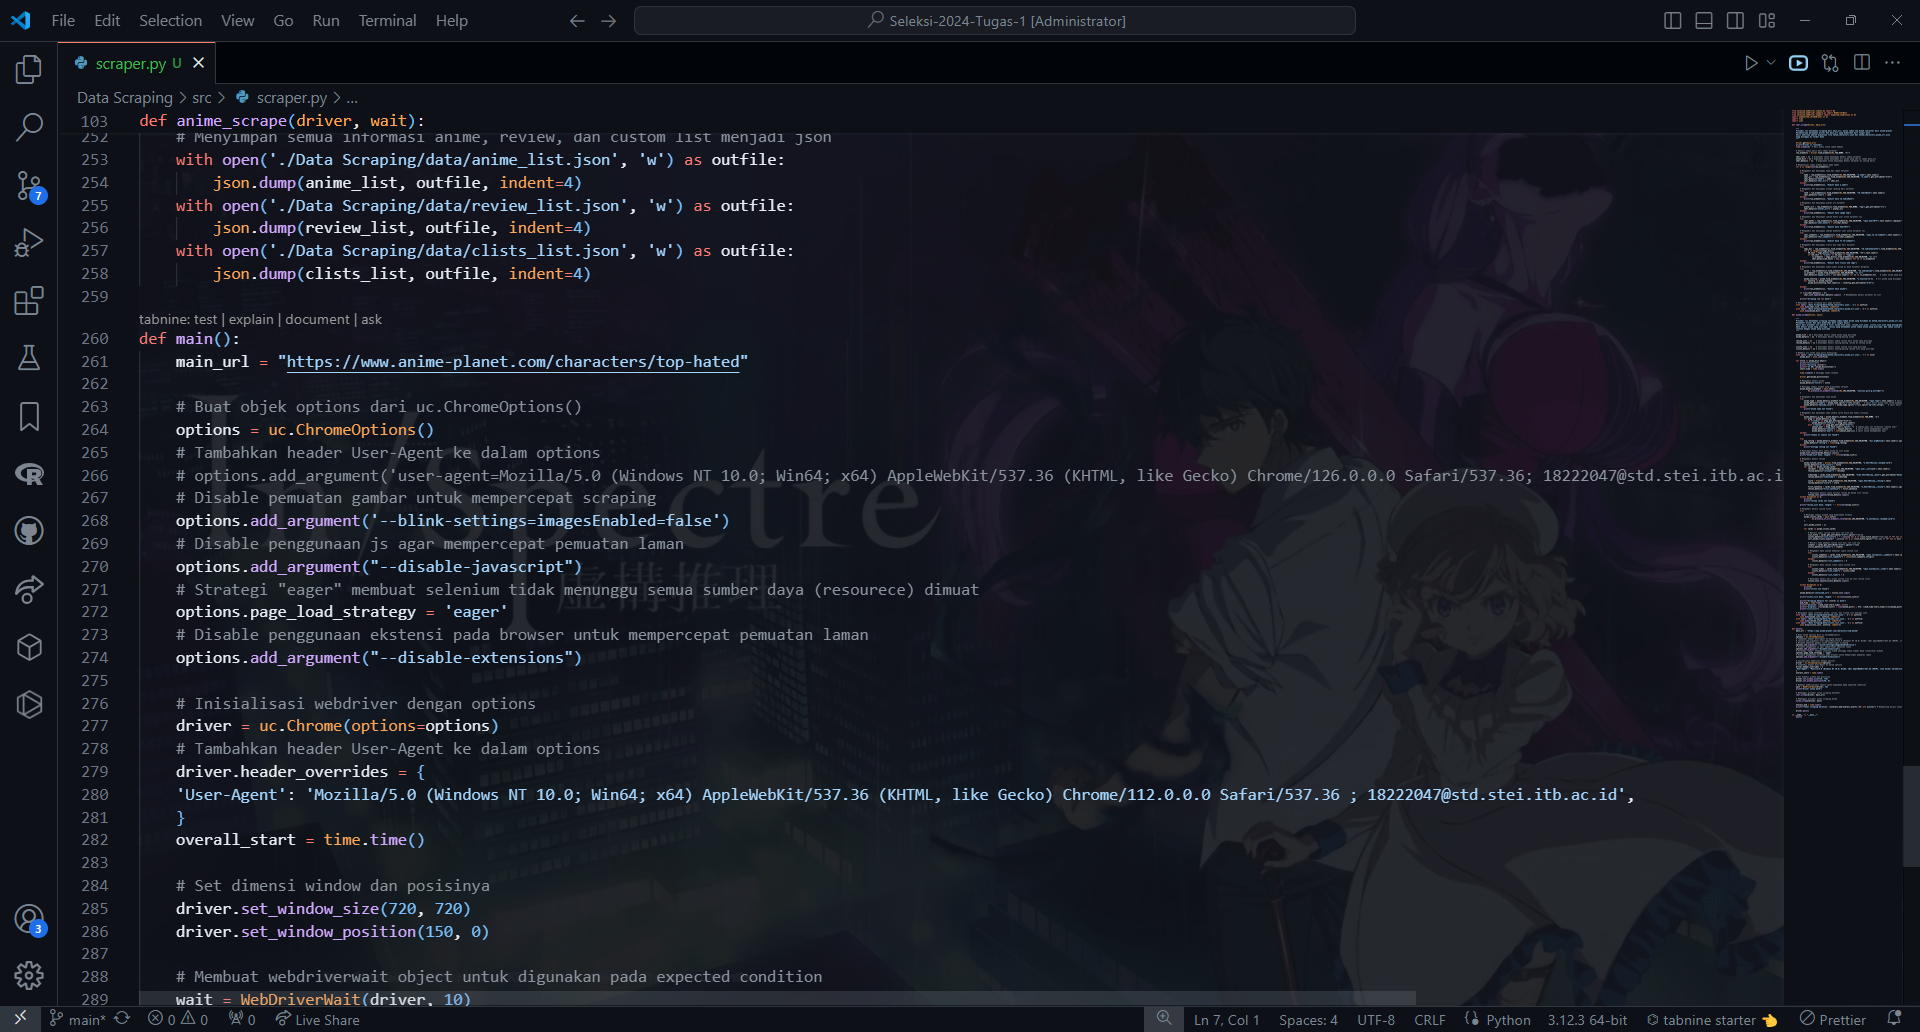 File Edit Selection View Go Run Terminal Help
Seleksi-2024-Tugas-1 [Administrator]
scraper.py U
Data Scraping > src > scraper.py > ...
103 def anime_scrape(driver, wait):
252 # Menyimpan semua informasi anime, review, dan custom list menjadi json
253 with open('./Data Scraping/data/anime_list.json', 'w') as outfile:
254 json.dump(anime_list, outfile, indent=4)
255 with open('./Data Scraping/data/review_list.json', 'w') as outfile:
256 json.dump(review_list, outfile, indent=4)
257 with open('./Data Scraping/data/clists_list.json', 'w') as outfile:
258 json.dump(clists_list, outfile, indent=4)
259
tabnine: test | explain | document | ask
260 def main():
261 main_url = "https://www.anime-planet.com/characters/top-hated"
262
263 # Buat objek options dari uc.ChromeOptions()
264 options = uc.ChromeOptions()
265 # Tambahkan header User-Agent ke dalam options
266 # options.add_argument('user-agent=Mozilla/5.0 (Windows NT 10.0; Win64; x64) AppleWebKit/537.36 (KHTML, like Gecko) Chrome/126.0.0.0 Safari/537.36; 18222047@std.stei.itb.ac.i
267 # Disable pemuatan gambar untuk mempercepat scraping
268 options.add_argument('--blink-settings=imagesEnabled=false')
269 # Disable penggunaan js agar mempercepat pemuatan laman
270 options.add_argument("--disable-javascript")
271 # Strategi "eager" membuat selenium tidak menunggu semua sumber daya (resourece) dimuat
272 options.page_load_strategy = 'eager'
273 # Disable penggunaan ekstensi pada browser untuk mempercepat pemuatan laman
274 options.add_argument("--disable-extensions")
275
276 # Inisialisasi webdriver dengan options
277 driver = uc.Chrome(options=options)
278 # Tambahkan header User-Agent ke dalam options
279 driver.header_overrides = {
280 'User-Agent': 'Mozilla/5.0 (Windows NT 10.0; Win64; x64) AppleWebKit/537.36 (KHTML, like Gecko) Chrome/112.0.0.0 Safari/537.36 ; 18222047@std.stei.itb.ac.id',
281 }
282 overall_start = time.time()
283
284 # Set dimensi window dan posisinya
285 driver.set_window_size(720, 720)
286 driver.set_window_position(150, 0)
287
288 # Membuat webdriverwait object untuk digunakan pada expected condition
289 wait = WebDriverWait(driver, 10)
In/Spectre
虚構推理
7
3
main* 0 0 0 Live Share Ln 7, Col 1 Spaces: 4 UTF-8 CRLF Python 3.12.3 64-bit tabnine starter Prettier